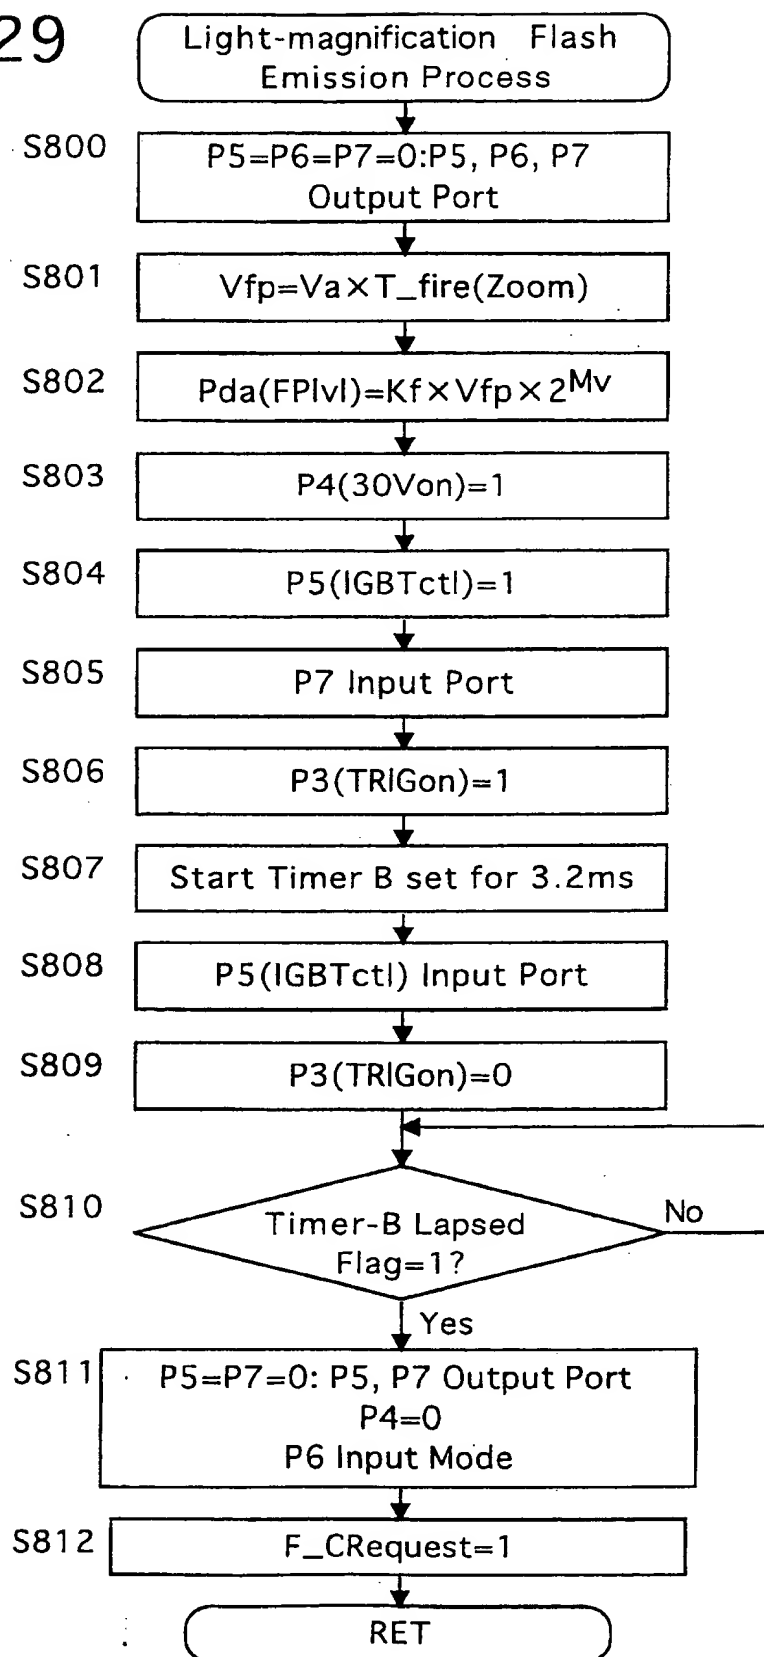 29
Light-magnification Flash
Emission Process
S800
P5=P6=P7=0:P5, P6, P7
Output Port
S801
Vfp=Va×T_fire(Zoom)
S802
Pda(FPlvl)=Kf×Vfp×2^Mv
S803
P4(30Von)=1
S804
P5(IGBTctl)=1
S805
P7 Input Port
S806
P3(TRIGon)=1
S807
Start Timer B set for 3.2ms
S808
P5(IGBTctl) Input Port
S809
P3(TRIGon)=0
S810
Timer-B Lapsed
Flag=1?
No
Yes
S811
P5=P7=0: P5, P7 Output Port
P4=0
P6 Input Mode
S812
F_CRequest=1
RET